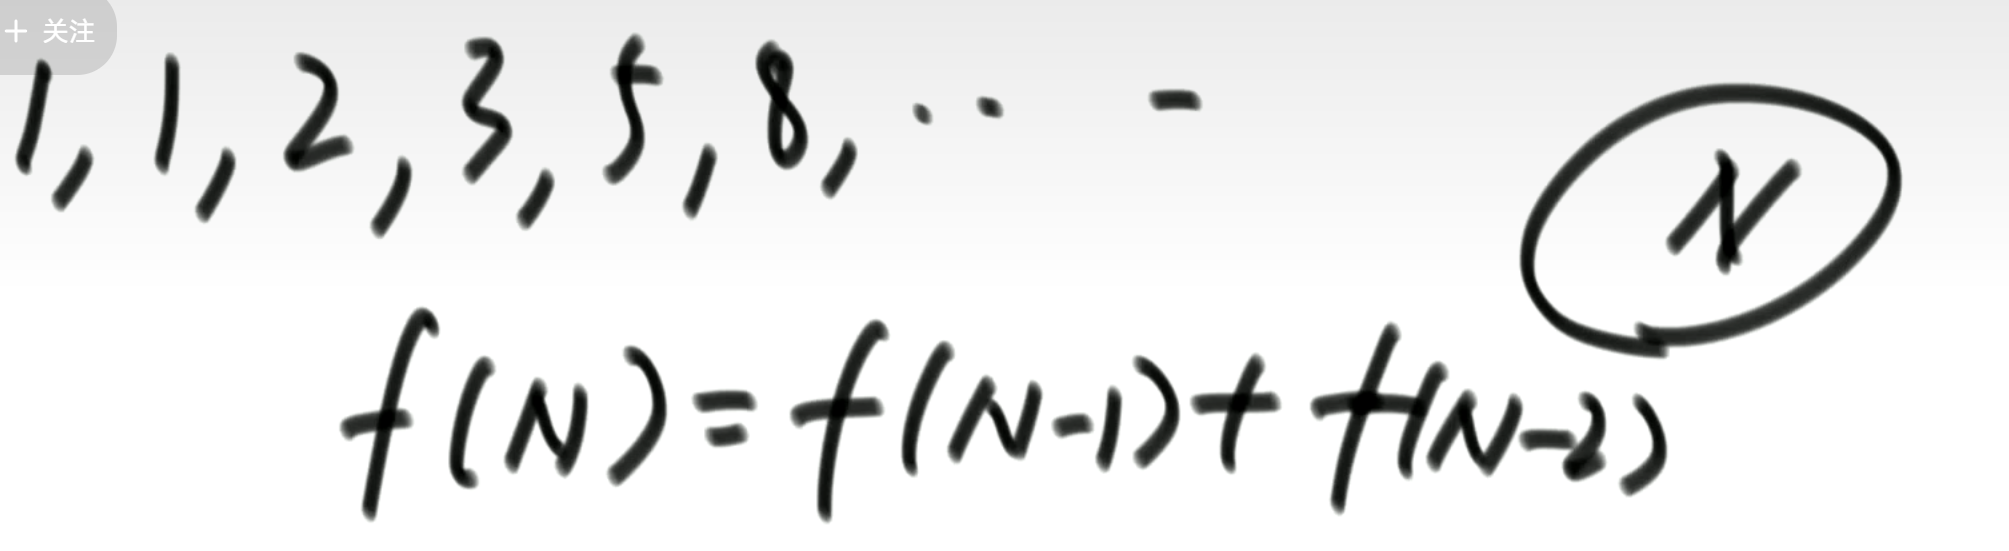 + 关注
1, 1, 2, 3, 5, 8, ... -
N
f(N) = f(N-1) + f(N-2)